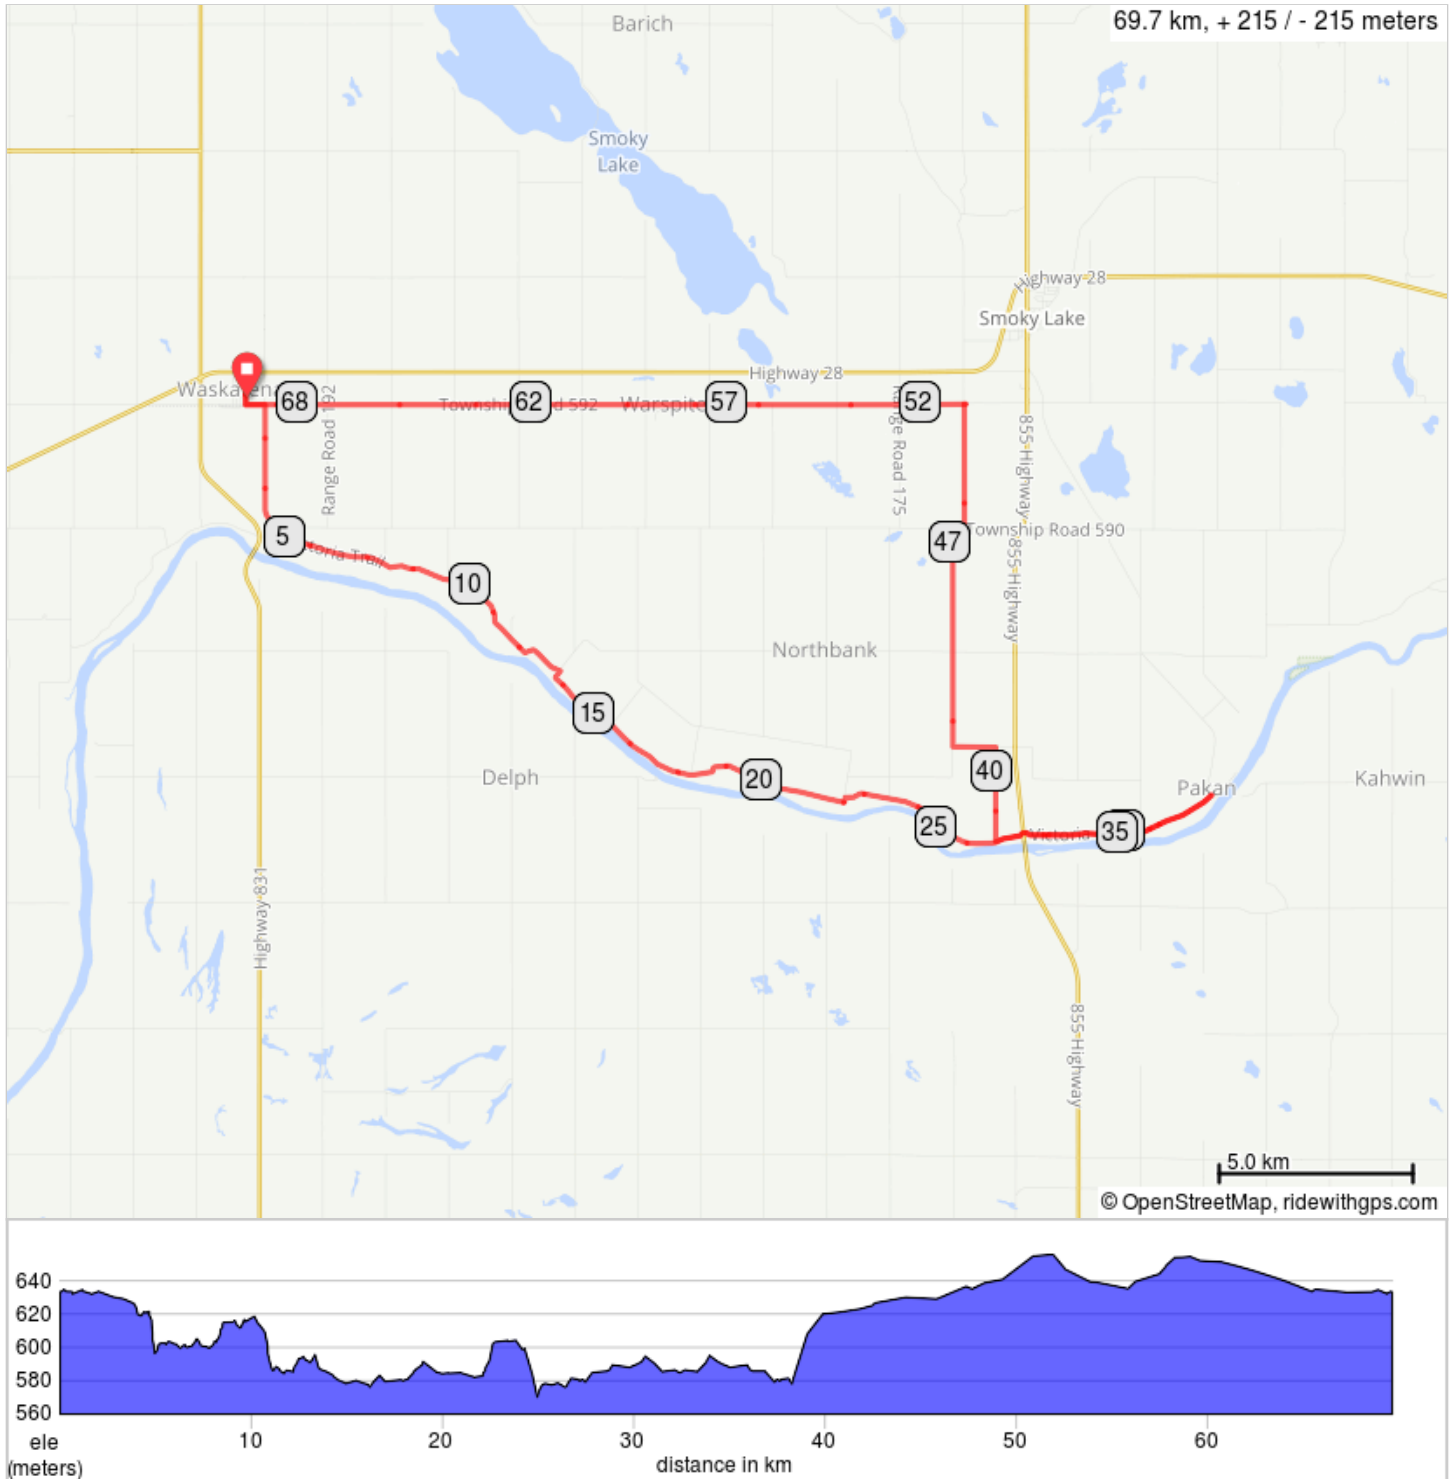 69.7 km, + 215 / - 215 meters
Barich
Smoky
Lake
Highway 28
Smoky Lake
Highway 28
68
Range Road 192
62
Warspite
57
52
Range Road 175
855 Highway
5
47
Township Road 590
855 Highway
10
Northbank
15
Delph
20
40
Pakan
Kahwin
25
35
Highway 831
855 Highway
5.0 km
© OpenStreetMap, ridewithgps.com
640
620
600
580
560
ele
(meters)
10
20
30
40
50
60
distance in km